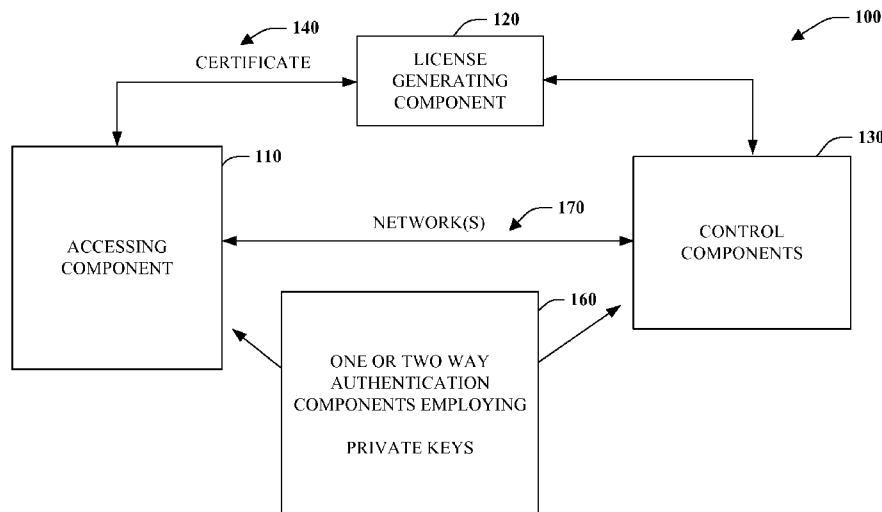 140
120
100
CERTIFICATE
LICENSE
GENERATING
COMPONENT
110
130
170
NETWORK(S)
ACCESSING
COMPONENT
CONTROL
COMPONENTS
160
ONE OR TWO WAY
AUTHENTICATION
COMPONENTS EMPLOYING
PRIVATE KEYS